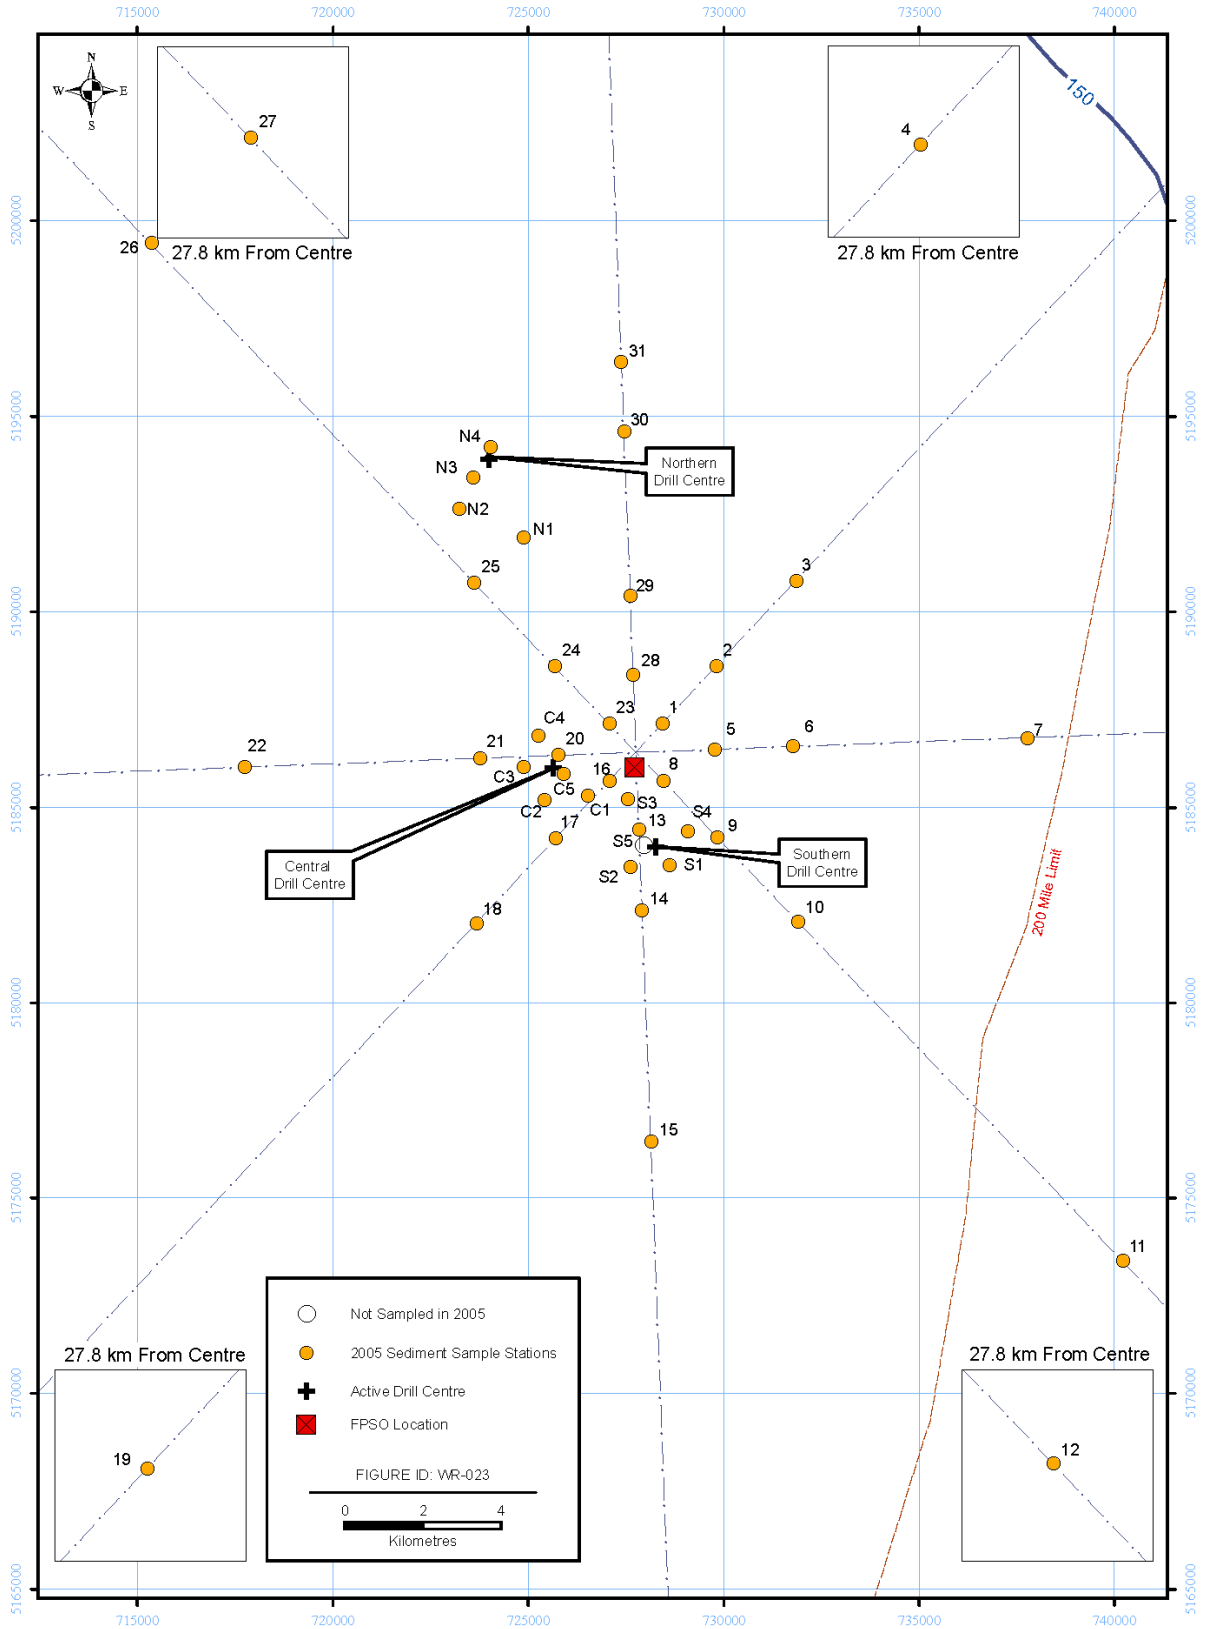 715000
720000
725000
730000
735000
740000
N
W
E
S
27
4
150
27.8 km From Centre
27.8 km From Centre
5200000
5200000
26
31
30
5195000
5195000
N4
Northern
Drill Centre
N3
N2
N1
25
3
29
5190000
5190000
24
2
28
23
1
C4
22
21
20
5
6
7
C3
16
8
C5
C2
C1
S3
5185000
5185000
17
13
S4
9
S5
Southern
Drill Centre
S2
S1
Central
Drill Centre
18
14
10
200 Mile Limit
5180000
5180000
15
5175000
5175000
11
Not Sampled in 2005
2005 Sediment Sample Stations
Active Drill Centre
FPSO Location
FIGURE ID: WR-023
0
2
4
Kilometres
27.8 km From Centre
27.8 km From Centre
5170000
5170000
19
12
5165000
5165000
715000
720000
725000
730000
735000
740000